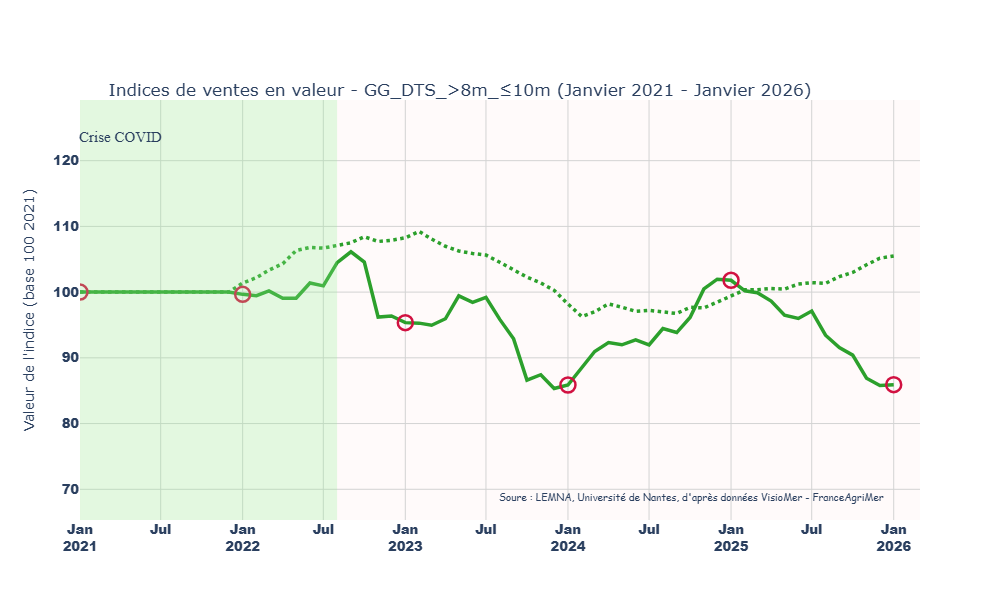 Indices de ventes en valeur - GG_DTS_>8m_≤10m (Janvier 2021 - Janvier 2026)
Crise COVID
Valeur de l'indice (base 100 2021)
120
110
100
90
80
70
Soure : LEMNA, Université de Nantes, d'après données VisioMer - FranceAgriMer
Jan Jul Jan Jul Jan Jul Jan Jul Jan Jul Jan
2021 2022 2023 2024 2025 2026